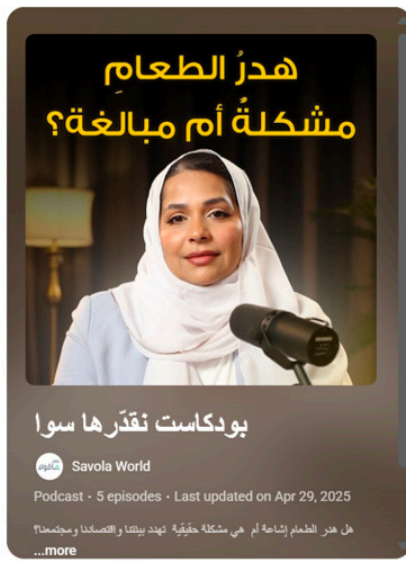 هدرُ الطعامِ
مشكلةٌ أم مبالغة؟
بودكاست نقدّرها سوا
Savola World
Podcast • 5 episodes • Last updated on Apr 29, 2025
هل هدر الطعام إشاعة أم هي مشكلة حقيقية تهدد بيئتنا واقتصادنا ومجتمعنا؟
...more